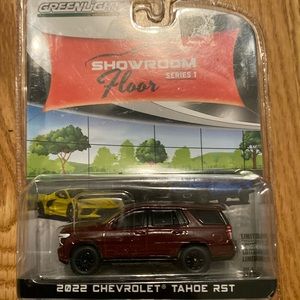 GREENLIGHT
SHOWROOM
Floor
SERIES 1
2022 CHEVROLET® TAHOE RST